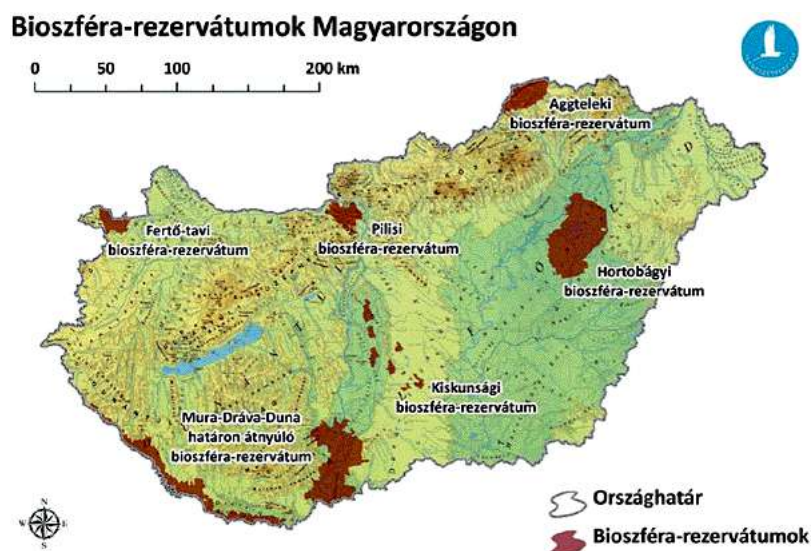 Bioszféra-rezervátumok Magyarországon
0 50 100 200 km
Aggteleki
bioszféra-rezervátum
Fertő-tavi
bioszféra-rezervátum
Pilisi
bioszféra-rezervátum
Hortobágyi
bioszféra-rezervátum
Kiskunsági
bioszféra-rezervátum
Mura-Dráva-Duna
határon átnyúló
bioszféra-rezervátum
Országhatár
Bioszféra-rezervátumok
N
W E
S